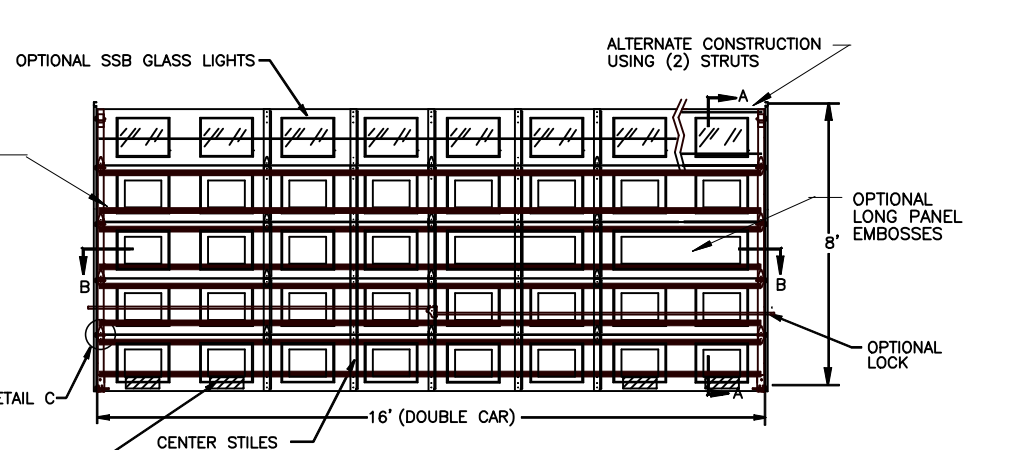 ALTERNATE CONSTRUCTION
USING (2) STRUTS
OPTIONAL SSB GLASS LIGHTS
A
OPTIONAL
LONG PANEL
EMBOSSES
8'
B
B
OPTIONAL
LOCK
ETAIL C
A
16' (DOUBLE CAR)
CENTER STILES